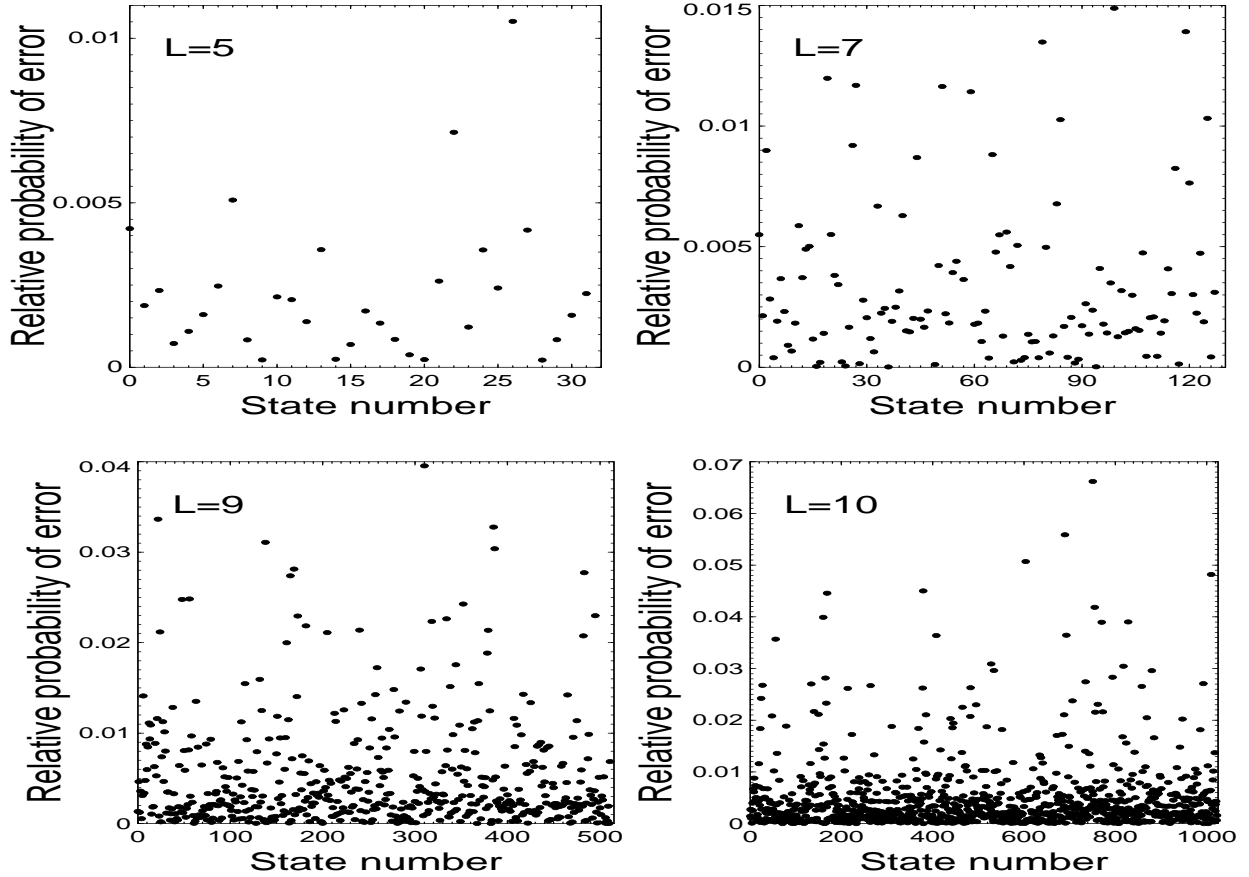 L=5
Relative probability of error
0.01
0.005
0
0 5 10 15 20 25 30
State number
L=7
Relative probability of error
0.015
0.01
0.005
0
0 30 60 90 120
State number
L=9
Relative probability of error
0.04
0.03
0.02
0.01
0
0 100 200 300 400 500
State number
L=10
Relative probability of error
0.07
0.06
0.05
0.04
0.03
0.02
0.01
0
0 200 400 600 800 1000
State number